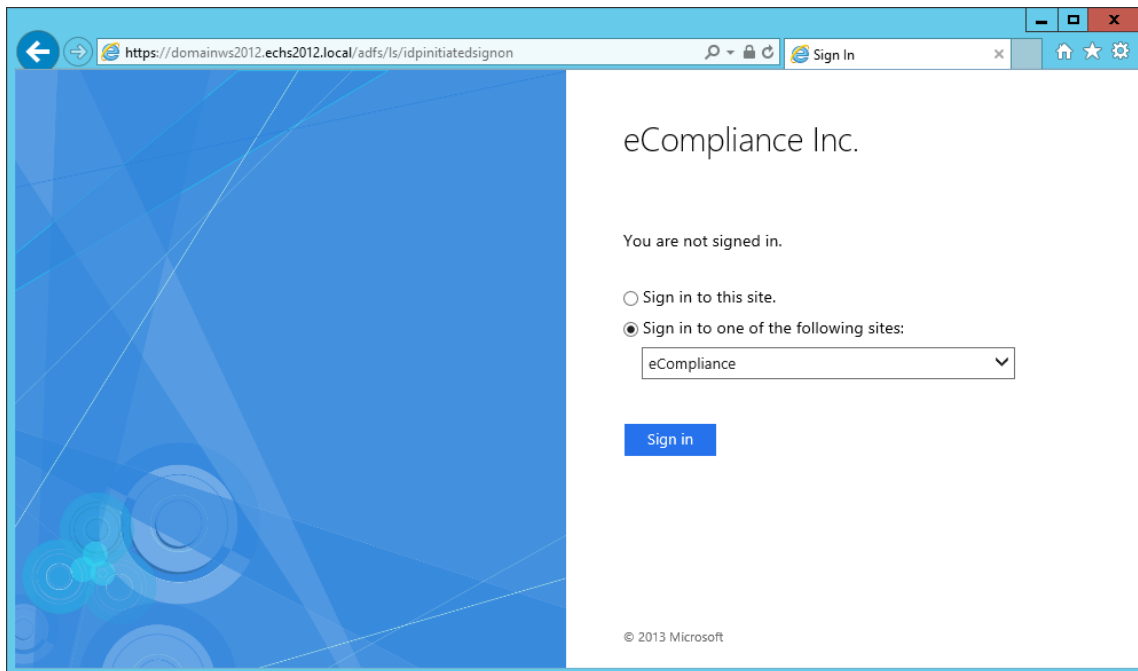 https://domainws2012.echs2012.local/adfs/ls/idpinitiatedsignon
Sign In
eCompliance Inc.
You are not signed in.
Sign in to this site.
Sign in to one of the following sites:
eCompliance
Sign in
© 2013 Microsoft